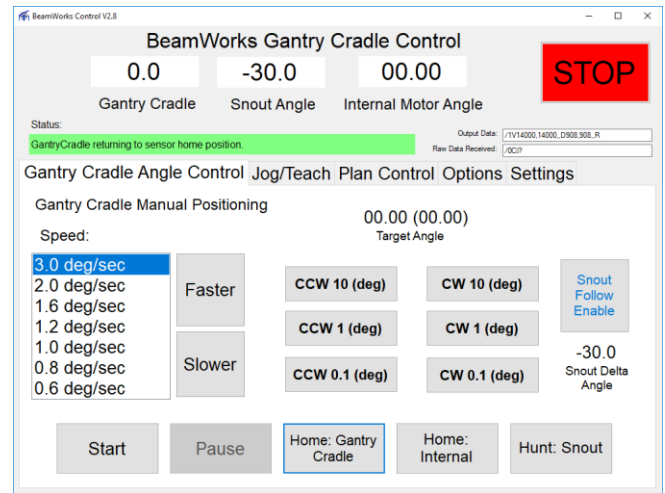 BeamWorks Control V2.8
BeamWorks Gantry Cradle Control
0.0
-30.0
00.00
STOP
Gantry Cradle
Snout Angle
Internal Motor Angle
Status:
GantryCradle returning to sensor home position.
Output Data:
/1V14000,14000,,D908,908,,R
Raw Data Received:
/0C//?
Gantry Cradle Angle Control
Jog/Teach
Plan Control
Options
Settings
Gantry Cradle Manual Positioning
00.00 (00.00)
Target Angle
Speed:
3.0 deg/sec
2.0 deg/sec
1.6 deg/sec
1.2 deg/sec
1.0 deg/sec
0.8 deg/sec
0.6 deg/sec
Faster
Slower
CCW 10 (deg)
CW 10 (deg)
CCW 1 (deg)
CW 1 (deg)
CCW 0.1 (deg)
CW 0.1 (deg)
Snout
Follow
Enable
-30.0
Snout Delta
Angle
Start
Pause
Home: Gantry
Cradle
Home:
Internal
Hunt: Snout